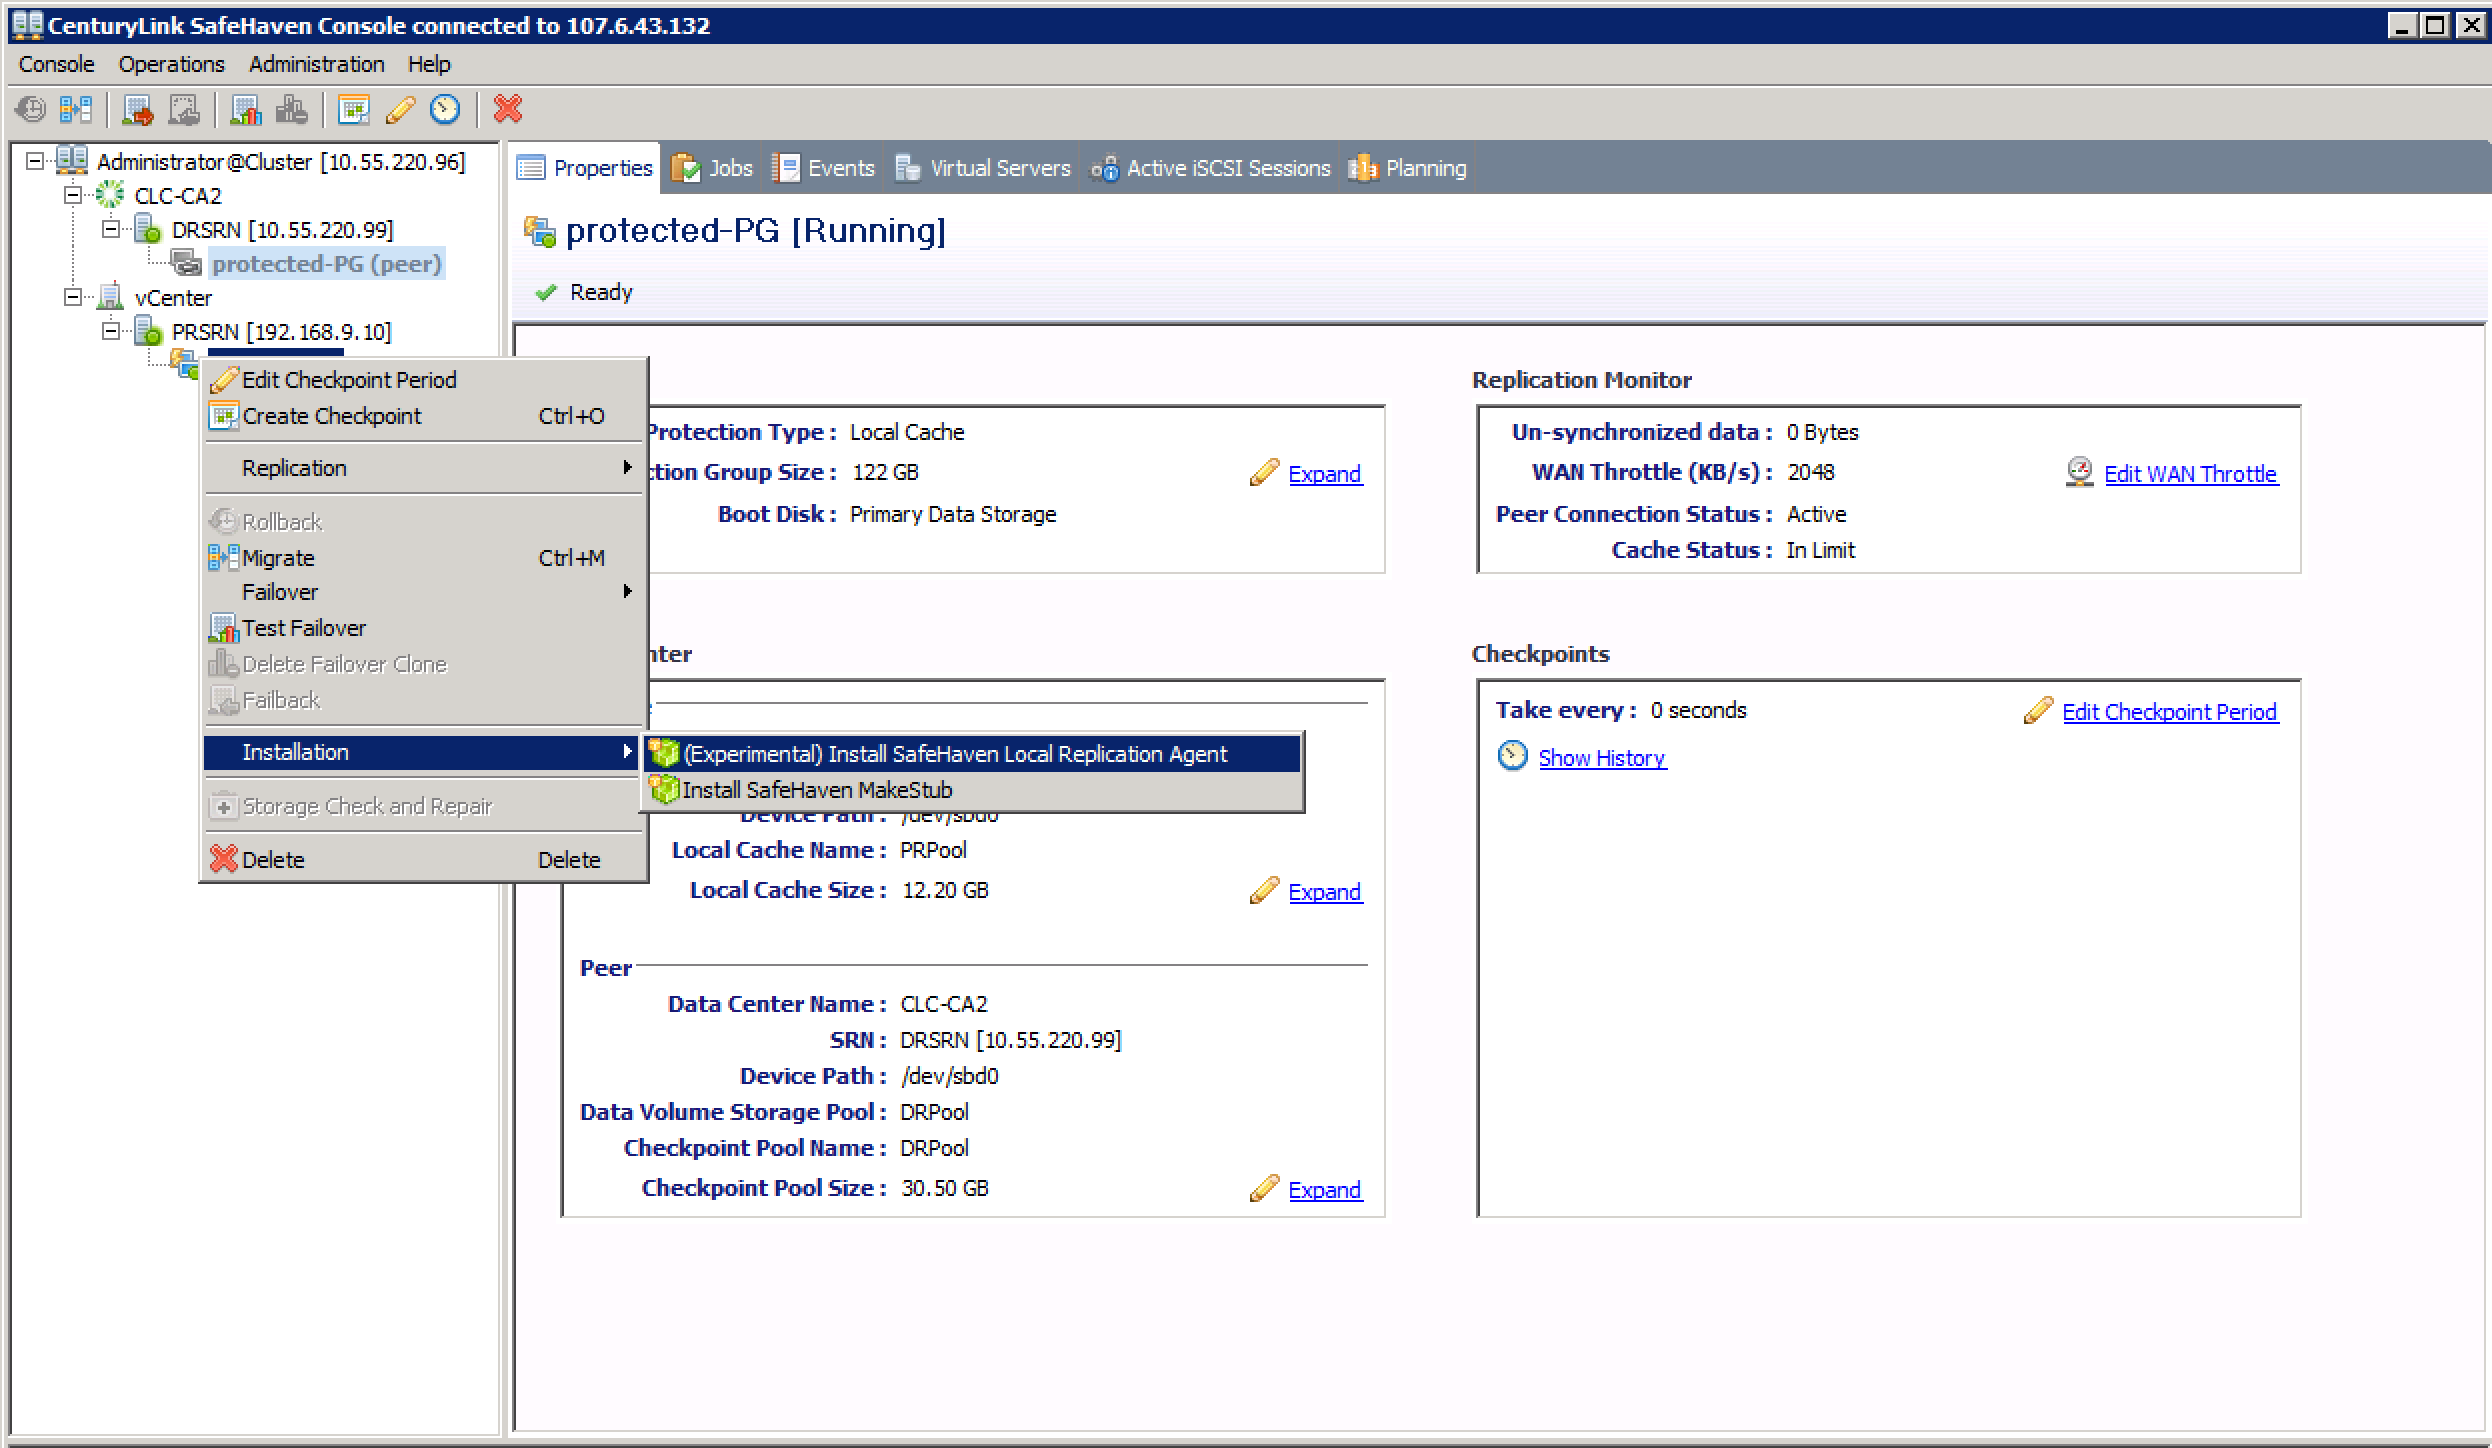 CenturyLink SafeHaven Console connected to 107.6.43.132
Console Operations Administration Help
Administrator@Cluster [10.55.220.96]
CLC-CA2
DRSRN [10.55.220.99]
protected-PG (peer)
vCenter
PRSRN [192.168.9.10]
Edit Checkpoint Period
Create Checkpoint Ctrl+O
Replication
Rollback
Migrate Ctrl+M
Failover
Test Failover
Delete Failover Clone
Failback
Installation
(Experimental) Install SafeHaven Local Replication Agent
Install SafeHaven MakeStub
Storage Check and Repair
Delete Delete
Properties Jobs Events Virtual Servers Active iSCSI Sessions Planning
protected-PG [Running]
Ready
Protection Type : Local Cache
ction Group Size : 122 GB Expand
Boot Disk : Primary Data Storage
Replication Monitor
Un-synchronized data : 0 Bytes
WAN Throttle (KB/s) : 2048 Edit WAN Throttle
Peer Connection Status : Active
Cache Status : In Limit
nter
Device Path : /dev/sbd0
Local Cache Name : PRPool
Local Cache Size : 12.20 GB Expand
Peer
Data Center Name : CLC-CA2
SRN : DRSRN [10.55.220.99]
Device Path : /dev/sbd0
Data Volume Storage Pool : DRPool
Checkpoint Pool Name : DRPool
Checkpoint Pool Size : 30.50 GB Expand
Checkpoints
Take every : 0 seconds Edit Checkpoint Period
Show History